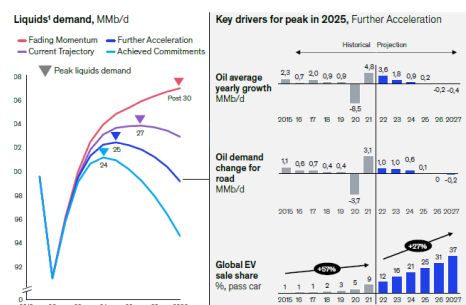 Liquids¹ demand, MMb/d
Fading Momentum
Further Acceleration
Current Trajectory
Achieved Commitments
Peak liquids demand
08
06
04
02
00
98
96
94
92
0
Post 30
27
25
24
Key drivers for peak in 2025, Further Acceleration
Historical Projection
Oil average
yearly growth
MMb/d
2,3 0,7 2,0 0,9 0,9 -8,5 4,8 3,6 1,8 0,9 0,2 -0,2 -0,4
2015 16 17 18 19 20 21 22 23 24 25 26 2027
Oil demand
change for
road
MMb/d
1,1 0,6 0,7 0,4 0,4 -3,7 3,1 1,0 1,0 0,6 0,1 0 -0,2
2015 16 17 18 19 20 21 22 23 24 25 26 2027
Global EV
sale share
%, pass car
+57%
+27%
1 1 1 2 3 5 9 12 16 21 25 31 37
2015 16 17 18 19 20 21 22 23 24 25 26 2027